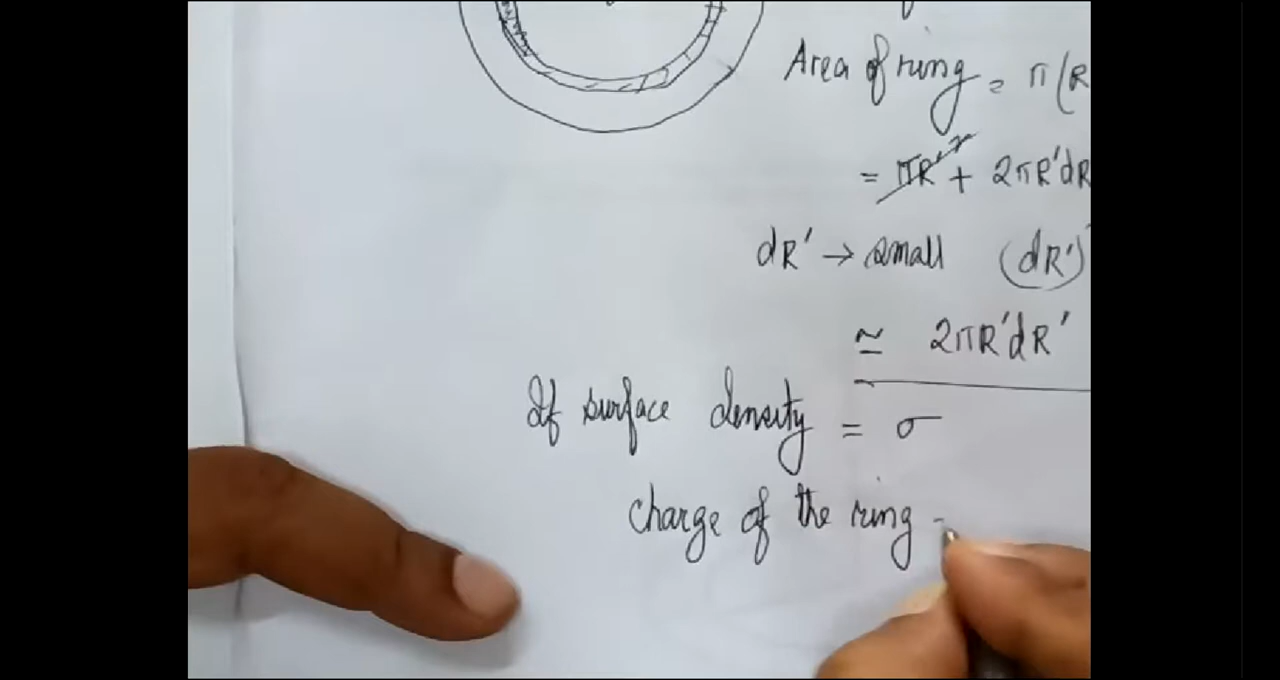 Area of ring = π(R
= πR'² + 2πR'dR
dR' → small (dR')
≃ 2πR'dR'
If surface density = σ
charge of the ring =